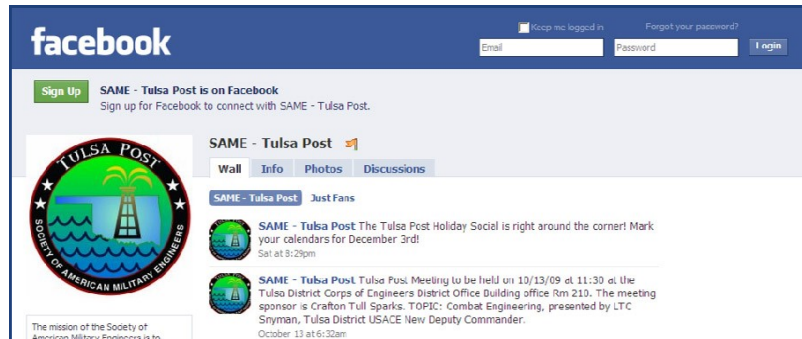 facebook
Keep me logged in
Forgot your password?
Email
Password
Login
Sign Up
SAME - Tulsa Post is on Facebook
Sign up for Facebook to connect with SAME - Tulsa Post.
TULSA POST
SOCIETY OF AMERICAN MILITARY ENGINEERS
SAME - Tulsa Post
Wall Info Photos Discussions
SAME - Tulsa Post Just Fans
SAME - Tulsa Post The Tulsa Post Holiday Social is right around the corner! Mark
your calendars for December 3rd!
Sat at 8:29pm
SAME - Tulsa Post Tulsa Post Meeting to be held on 10/13/09 at 11:30 at the
Tulsa District Corps of Engineers District Office Building office Rm 210. The meeting
sponsor is Crafton Tull Sparks. TOPIC: Combat Engineering, presented by LTC
Snyman, Tulsa District USACE New Deputy Commander.
October 13 at 6:32am
The mission of the Society of
American Military Engineers is to